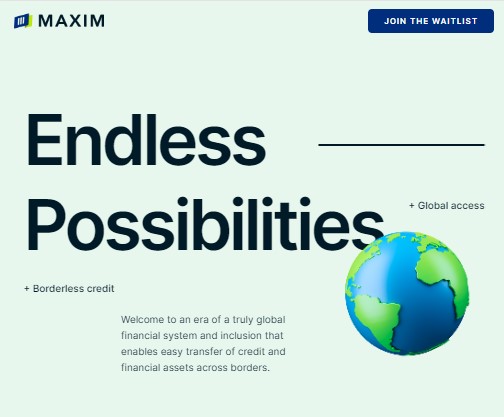 MAXIM
JOIN THE WAITLIST
Endless
Possibilities
+ Global access
+ Borderless credit
Welcome to an era of a truly global
financial system and inclusion that
enables easy transfer of credit and
financial assets across borders.